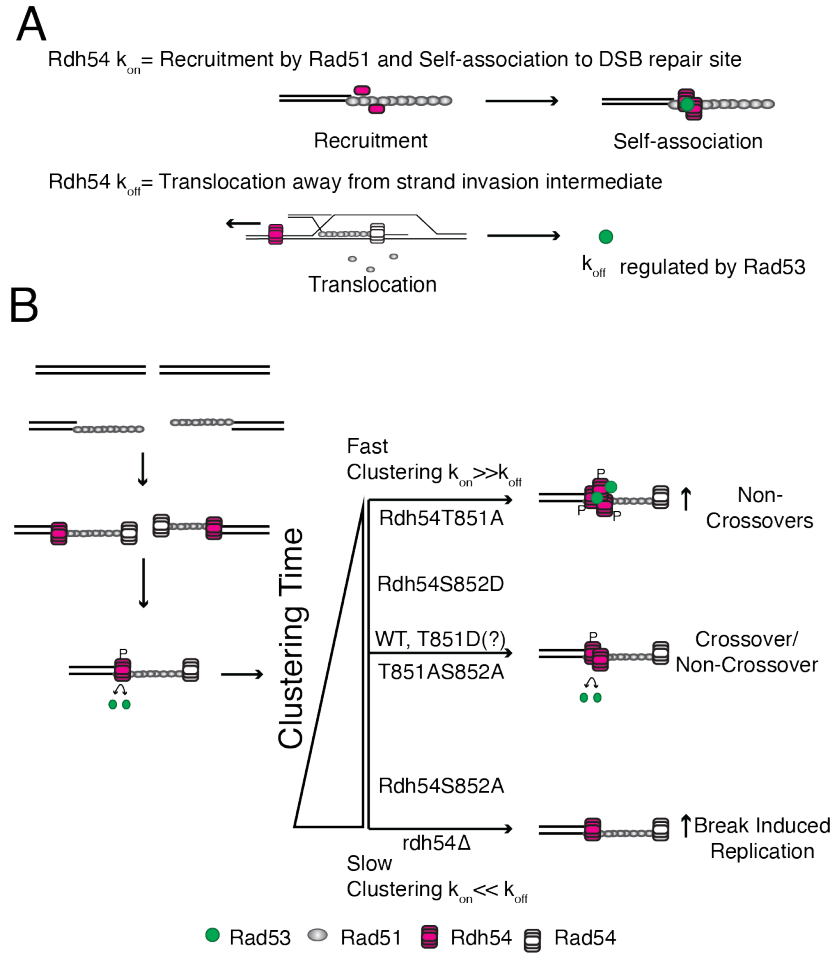 A
Rdh54 kon= Recruitment by Rad51 and Self-association to DSB repair site
Recruitment
Self-association
Rdh54 koff= Translocation away from strand invasion intermediate
Translocation
koff regulated by Rad53
B
Clustering Time
Fast
Clustering kon>>koff
Rdh54T851A
Rdh54S852D
WT, T851D(?)
T851AS852A
Rdh54S852A
rdh54Δ
Slow
Clustering kon<< koff
P
P
P
P
Non-
Crossovers
P
Crossover/
Non-Crossover
Break Induced
Replication
Rad53
Rad51
Rdh54
Rad54